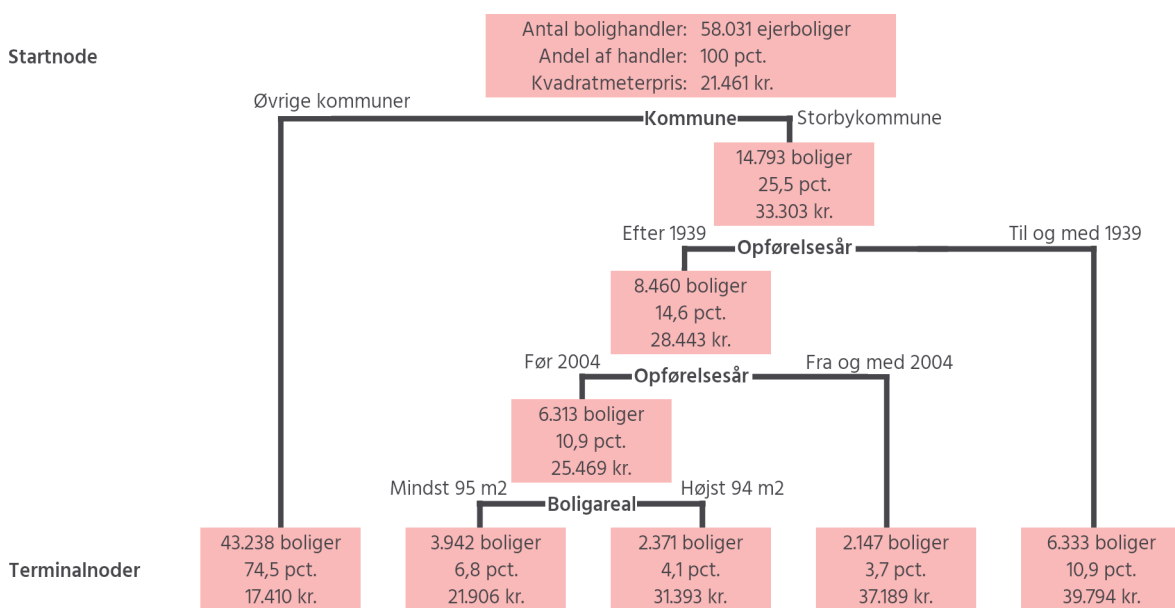 Startnode
Antal bolighandler: 58.031 ejerboliger
Andel af handler: 100 pct.
Kvadratmeterpris: 21.461 kr.
Øvrige kommuner
Kommune
Storbykommune
14.793 boliger
25,5 pct.
33.303 kr.
Efter 1939
Opførelsesår
Til og med 1939
8.460 boliger
14,6 pct.
28.443 kr.
Før 2004
Opførelsesår
Fra og med 2004
6.313 boliger
10,9 pct.
25.469 kr.
Mindst 95 m2
Boligareal
Højst 94 m2
Terminalnoder
43.238 boliger
74,5 pct.
17.410 kr.
3.942 boliger
6,8 pct.
21.906 kr.
2.371 boliger
4,1 pct.
31.393 kr.
2.147 boliger
3,7 pct.
37.189 kr.
6.333 boliger
10,9 pct.
39.794 kr.